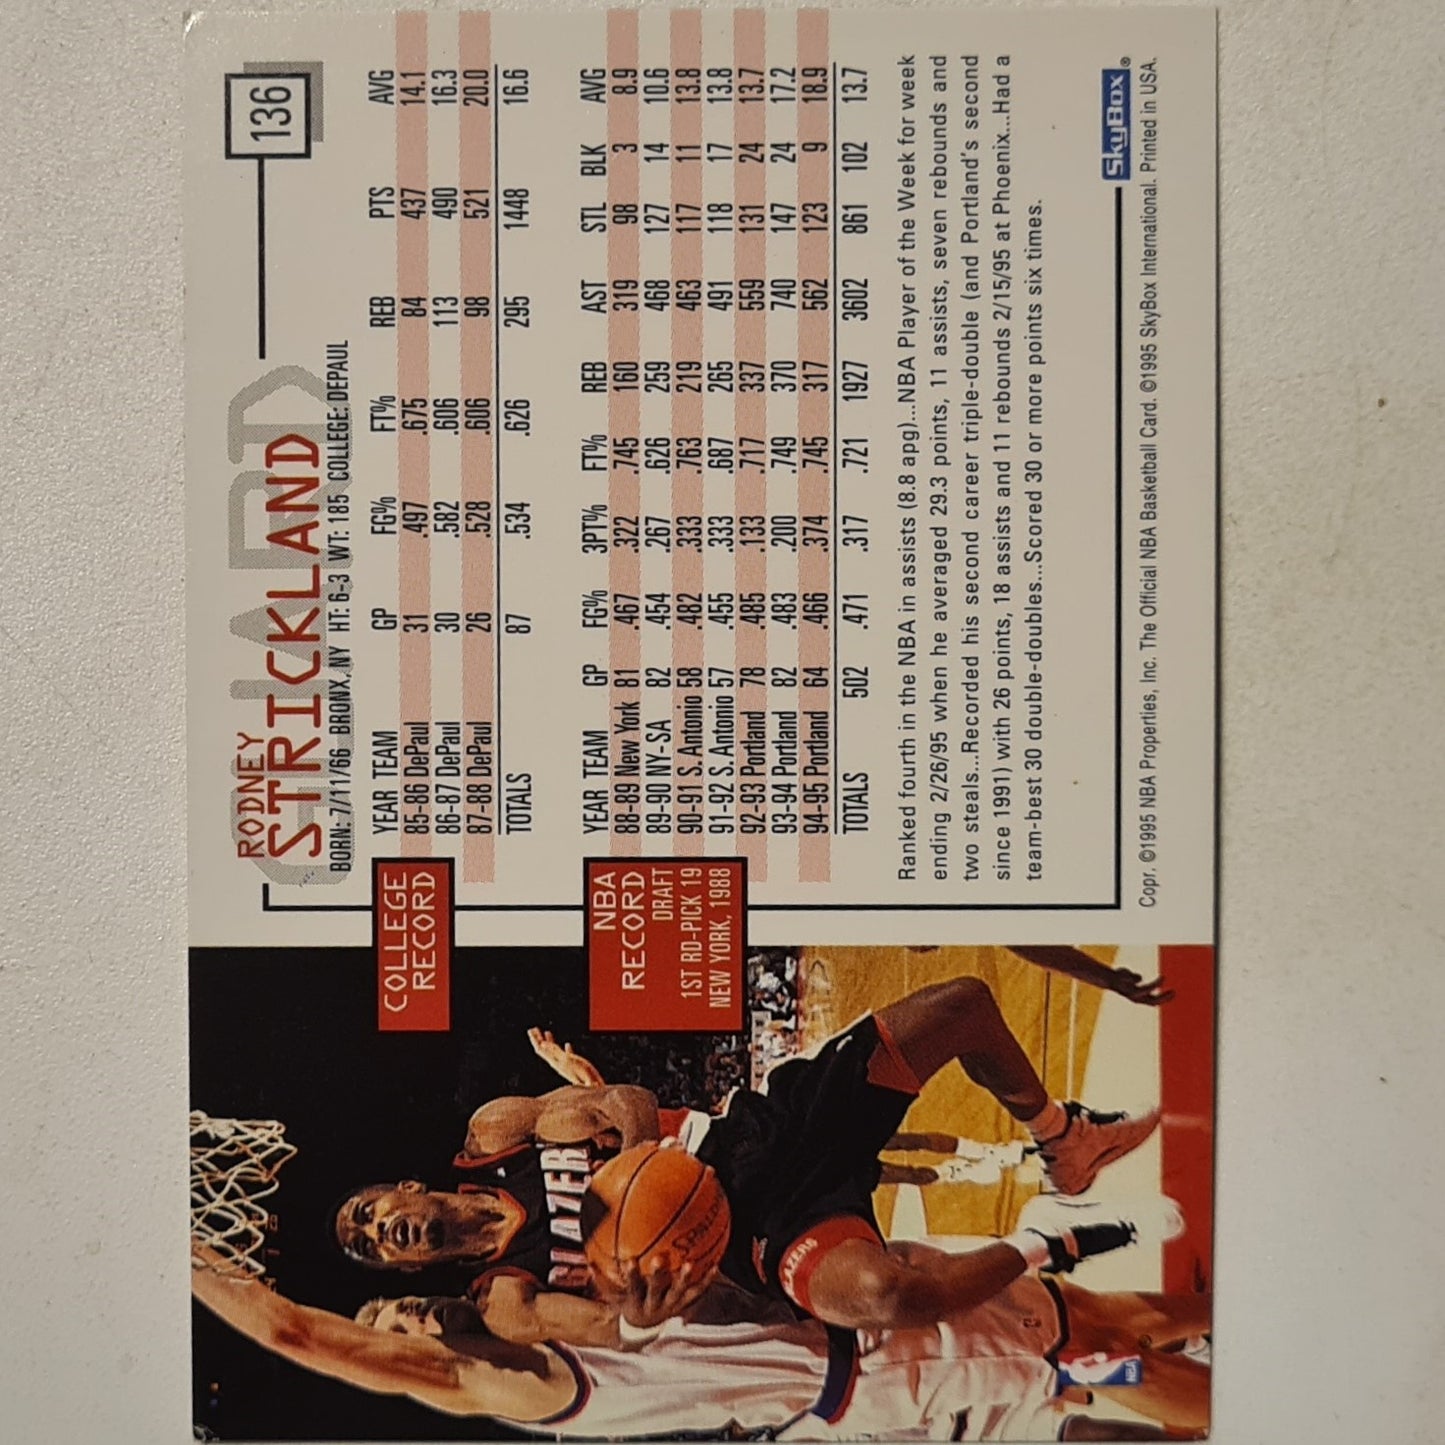 136
RODNEY
STRICKLAND
BORN: 7/11/66 BRONX, NY HT: 6-3 WT: 185 COLLEGE: DEPAUL
COLLEGE
RECORD
YEAR TEAM GP FG% FT% REB PTS AVG
85-86 DePaul 31 .497 .675 84 437 14.1
86-87 DePaul 30 .582 .606 113 490 16.3
87-88 DePaul 26 .528 .606 98 521 20.0
TOTALS 87 .534 .626 295 1448 16.6
NBA
RECORD
DRAFT
1ST RD-PICK 19
NEW YORK, 1988
YEAR TEAM GP FG% 3PT% FT% REB AST STL BLK AVG
88-89 New York 81 .467 .322 .745 160 319 98 3 8.9
89-90 NY-SA 82 .454 .267 .626 259 468 127 14 10.6
90-91 S. Antonio 58 .482 .333 .763 219 463 117 11 13.8
91-92 S. Antonio 57 .455 .333 .687 265 491 118 17 13.8
92-93 Portland 78 .485 .133 .717 337 559 131 24 13.7
93-94 Portland 82 .483 .200 .749 370 740 147 24 17.2
94-95 Portland 64 .466 .374 .745 317 562 123 9 18.9
TOTALS 502 .471 .317 .721 1927 3602 861 102 13.7
Ranked fourth in the NBA in assists (8.8 apg)...NBA Player of the Week for week
ending 2/26/95 when he averaged 29.3 points, 11 assists, seven rebounds and
two steals...Recorded his second career triple-double (and Portland's second
since 1991) with 26 points, 18 assists and 11 rebounds 2/15/95 at Phoenix...Had a
team-best 30 double-doubles...Scored 30 or more points six times.
SkyBox®
Copr. ©1995 NBA Properties, Inc. The Official NBA Basketball Card. ©1995 SkyBox International. Printed in USA.
BLAZER
SPALDING
BLAZERS
NBA